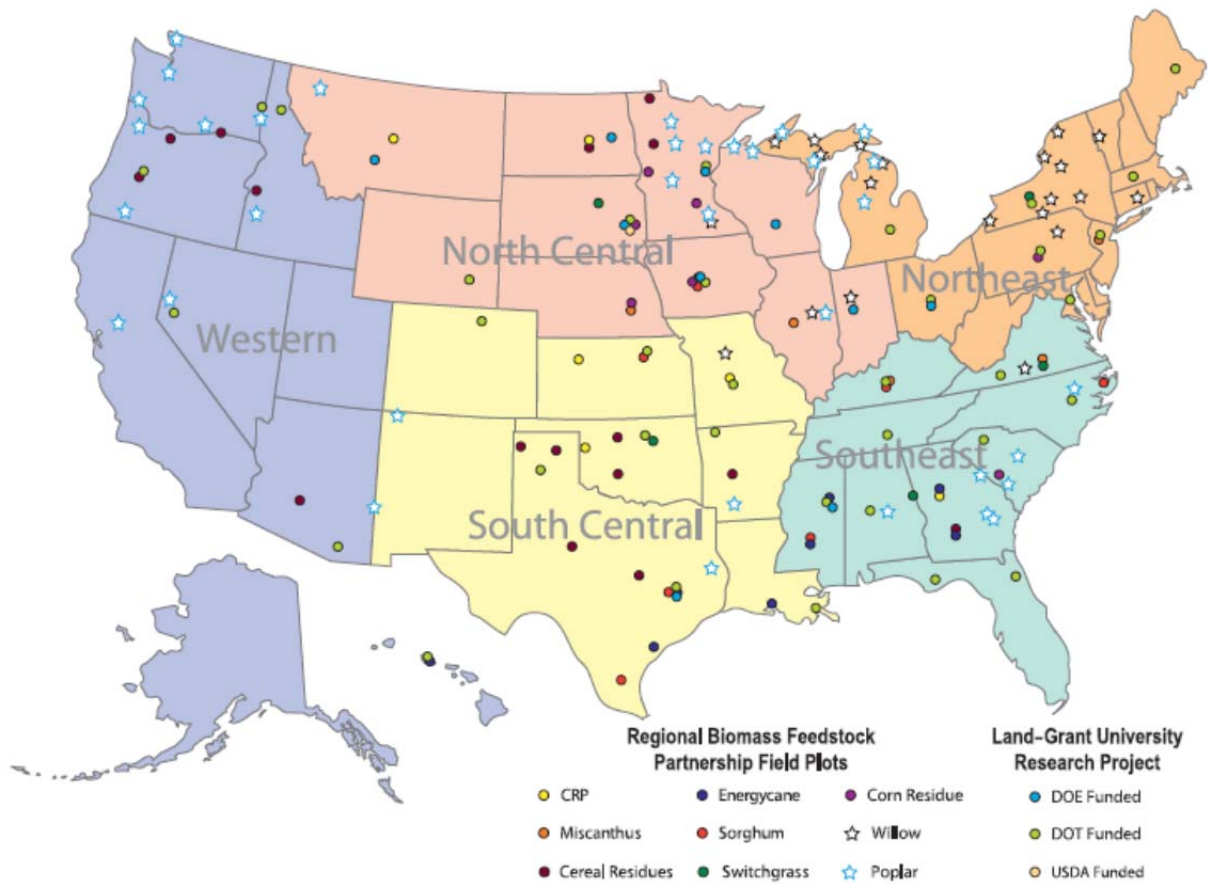 North Central
Northeast
Western
Southeast
South Central
Regional Biomass Feedstock
Partnership Field Plots
Land-Grant University
Research Project
CRP
Energycane
Corn Residue
DOE Funded
Miscanthus
Sorghum
Willow
DOT Funded
Cereal Residues
Switchgrass
Poplar
USDA Funded